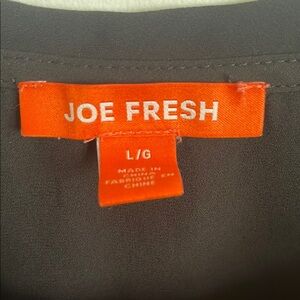 JOE FRESH
L/G
MADE IN
CHINA
FABRIQUÉ EN
CHINE